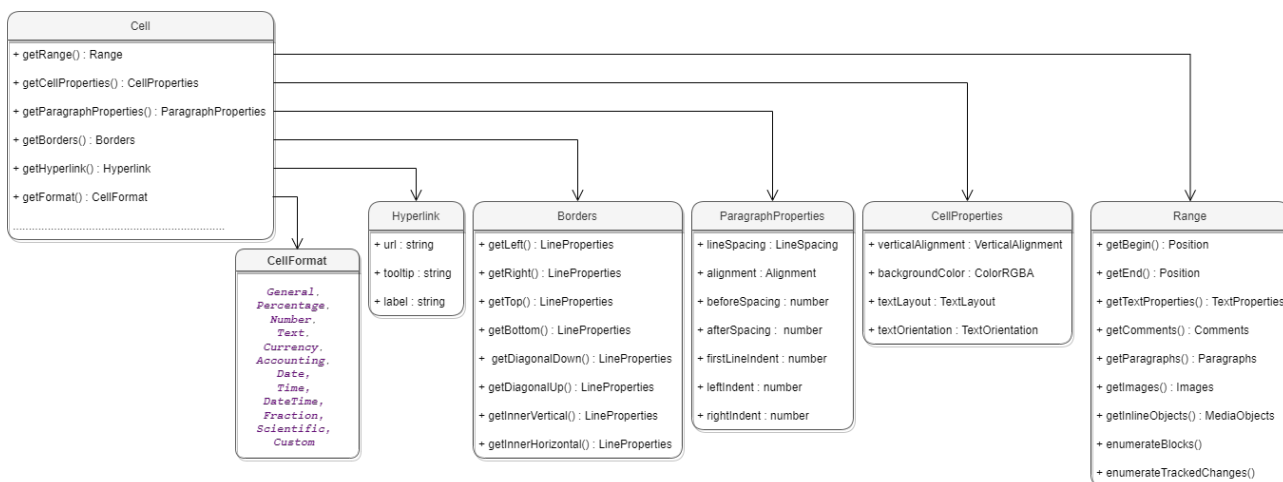 Cell
+ getRange() : Range
+ getCellProperties() : CellProperties
+ getParagraphProperties() : ParagraphProperties
+ getBorders() : Borders
+ getHyperlink() : Hyperlink
+ getFormat() : CellFormat
CellFormat
General.
Percentage.
Number.
Text.
Currency.
Accounting.
Date,
Time,
DateTime,
Fraction,
Scientific,
Custom
Hyperlink
+ url : string
+ tooltip : string
+ label : string
Borders
+ getLeft() : LineProperties
+ getRight() : LineProperties
+ getTop() : LineProperties
+ getBottom() : LineProperties
+ getDiagonalDown() : LineProperties
+ getDiagonalUp() : LineProperties
+ getInnerVertical() : LineProperties
+ getInnerHorizontal() : LineProperties
ParagraphProperties
+ lineSpacing : LineSpacing
+ alignment : Alignment
+ beforeSpacing : number
+ afterSpacing : number
+ firstLineIndent : number
+ leftIndent : number
+ rightIndent : number
CellProperties
+ verticalAlignment : VerticalAlignment
+ backgroundColor : ColorRGBA
+ textLayout : TextLayout
+ textOrientation : TextOrientation
Range
+ getBegin() : Position
+ getEnd() : Position
+ getTextProperties() : TextProperties
+ getComments() : Comments
+ getParagraphs() : Paragraphs
+ getImages() : Images
+ getInlineObjects() : MediaObjects
+ enumerateBlocks()
+ enumerateTrackedChanges()